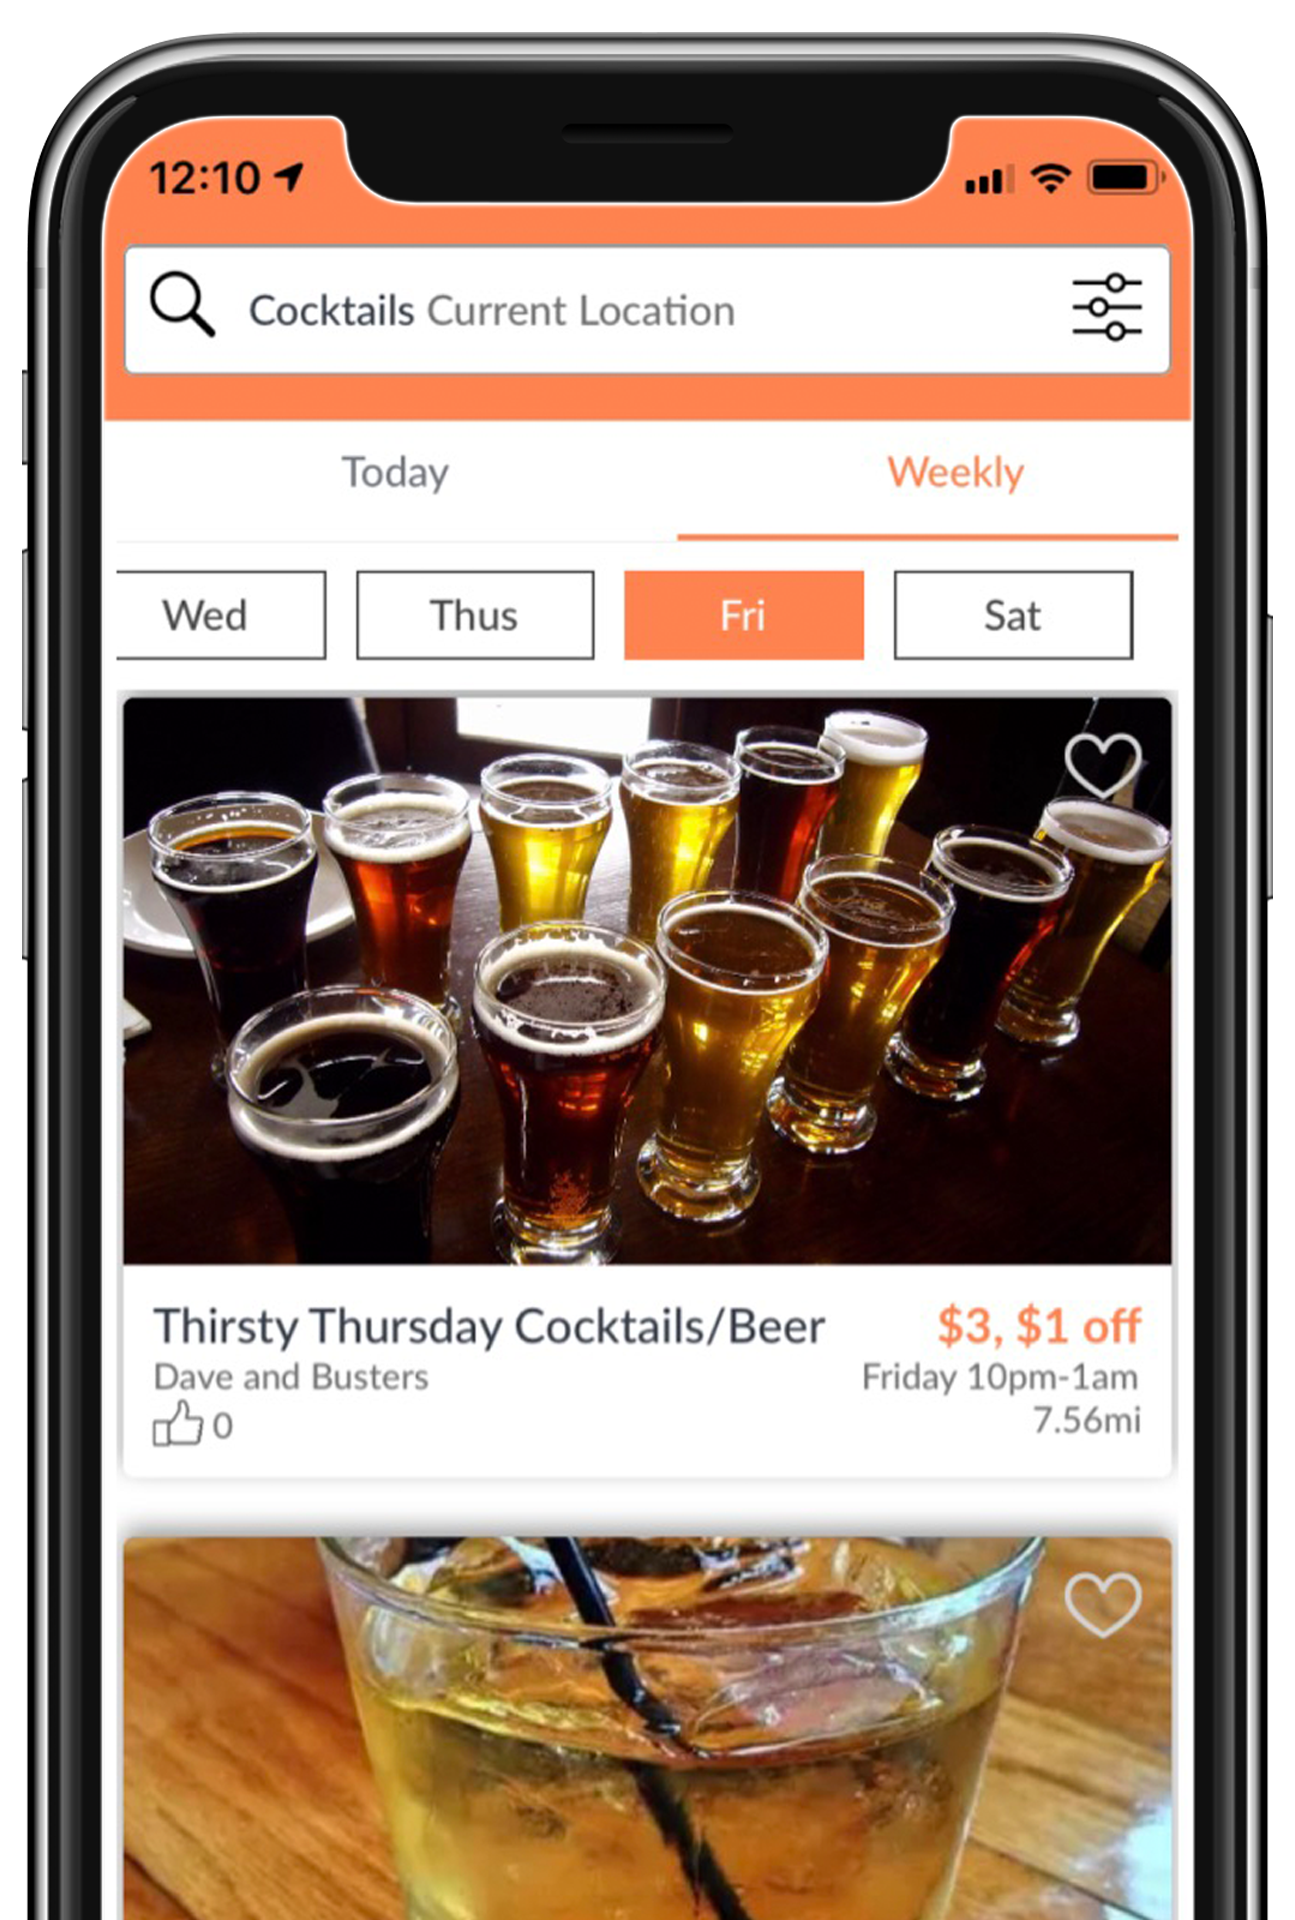 12:10
Cocktails Current Location
Today Weekly
Wed Thus Fri Sat
Thirsty Thursday Cocktails/Beer $3, $1 off
Dave and Busters Friday 10pm-1am
0 7.56mi